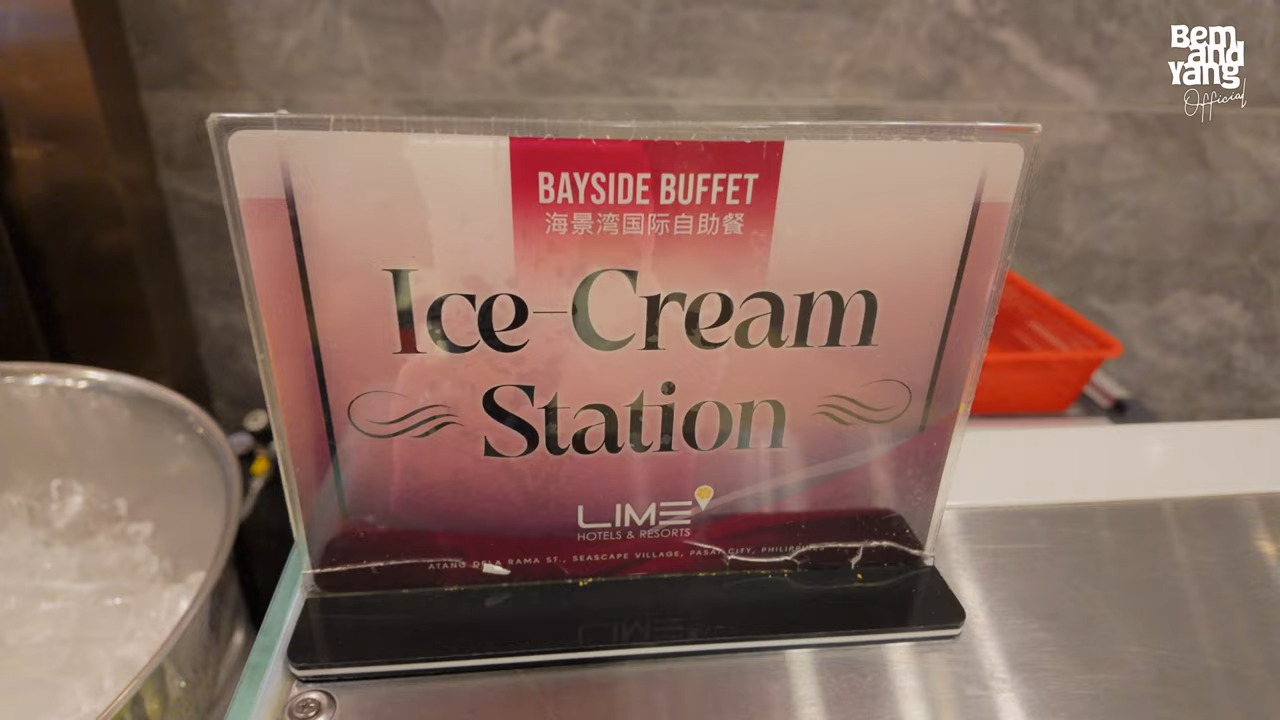 Bem
and
Yang
Official
BAYSIDE BUFFET
海景湾国际自助餐
Ice-Cream
Station
LIME
HOTELS & RESORTS
ATANG DELA RAMA ST., SEASCAPE VILLAGE, PASAY CITY, PHILIPPINES